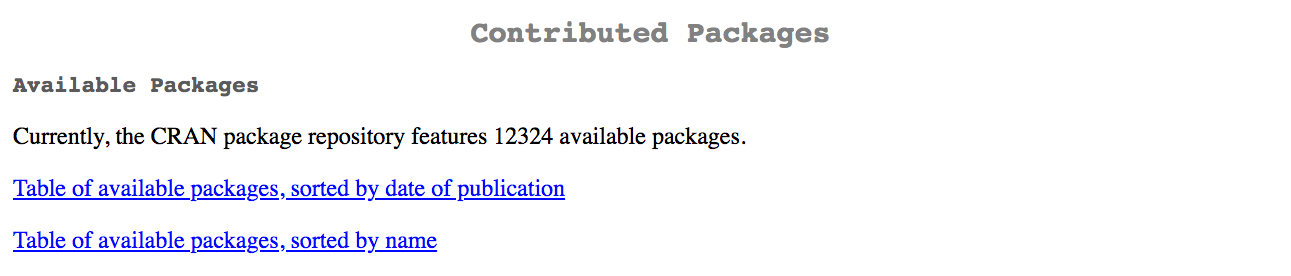 Contributed Packages
Available Packages
Currently, the CRAN package repository features 12324 available packages.
Table of available packages, sorted by date of publication
Table of available packages, sorted by name